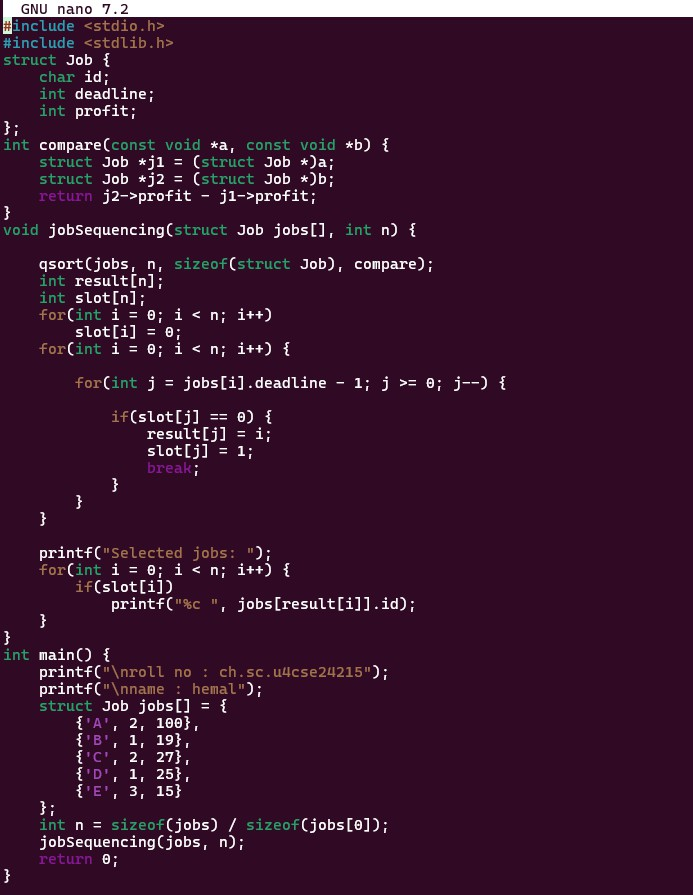 GNU nano 7.2
#include <stdio.h>
#include <stdlib.h>
struct Job {
    char id;
    int deadline;
    int profit;
};
int compare(const void *a, const void *b) {
    struct Job *j1 = (struct Job *)a;
    struct Job *j2 = (struct Job *)b;
    return j2->profit - j1->profit;
}
void jobSequencing(struct Job jobs[], int n) {

    qsort(jobs, n, sizeof(struct Job), compare);
    int result[n];
    int slot[n];
    for(int i = 0; i < n; i++)
        slot[i] = 0;
    for(int i = 0; i < n; i++) {

        for(int j = jobs[i].deadline - 1; j >= 0; j--) {

            if(slot[j] == 0) {
                result[j] = i;
                slot[j] = 1;
                break;
            }
        }
    }

    printf("Selected jobs: ");
    for(int i = 0; i < n; i++) {
        if(slot[i])
            printf("%c ", jobs[result[i]].id);
    }
}
int main() {
    printf("\nroll no : ch.sc.u4cse24215");
    printf("\nname : hemal");
    struct Job jobs[] = {
        {'A', 2, 100},
        {'B', 1, 19},
        {'C', 2, 27},
        {'D', 1, 25},
        {'E', 3, 15}
    };
    int n = sizeof(jobs) / sizeof(jobs[0]);
    jobSequencing(jobs, n);
    return 0;
}